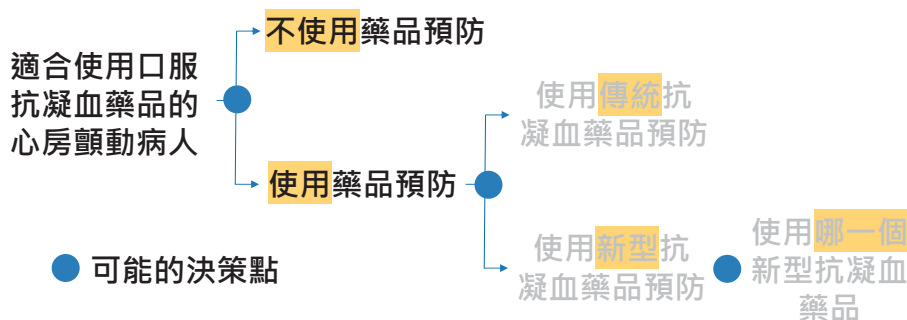 不使用藥品預防
適合使用口服
抗凝血藥品的
心房顫動病人
使用傳統抗
凝血藥品預防
使用藥品預防
使用新型抗
凝血藥品預防
使用哪一個
新型抗凝血
藥品
可能的決策點